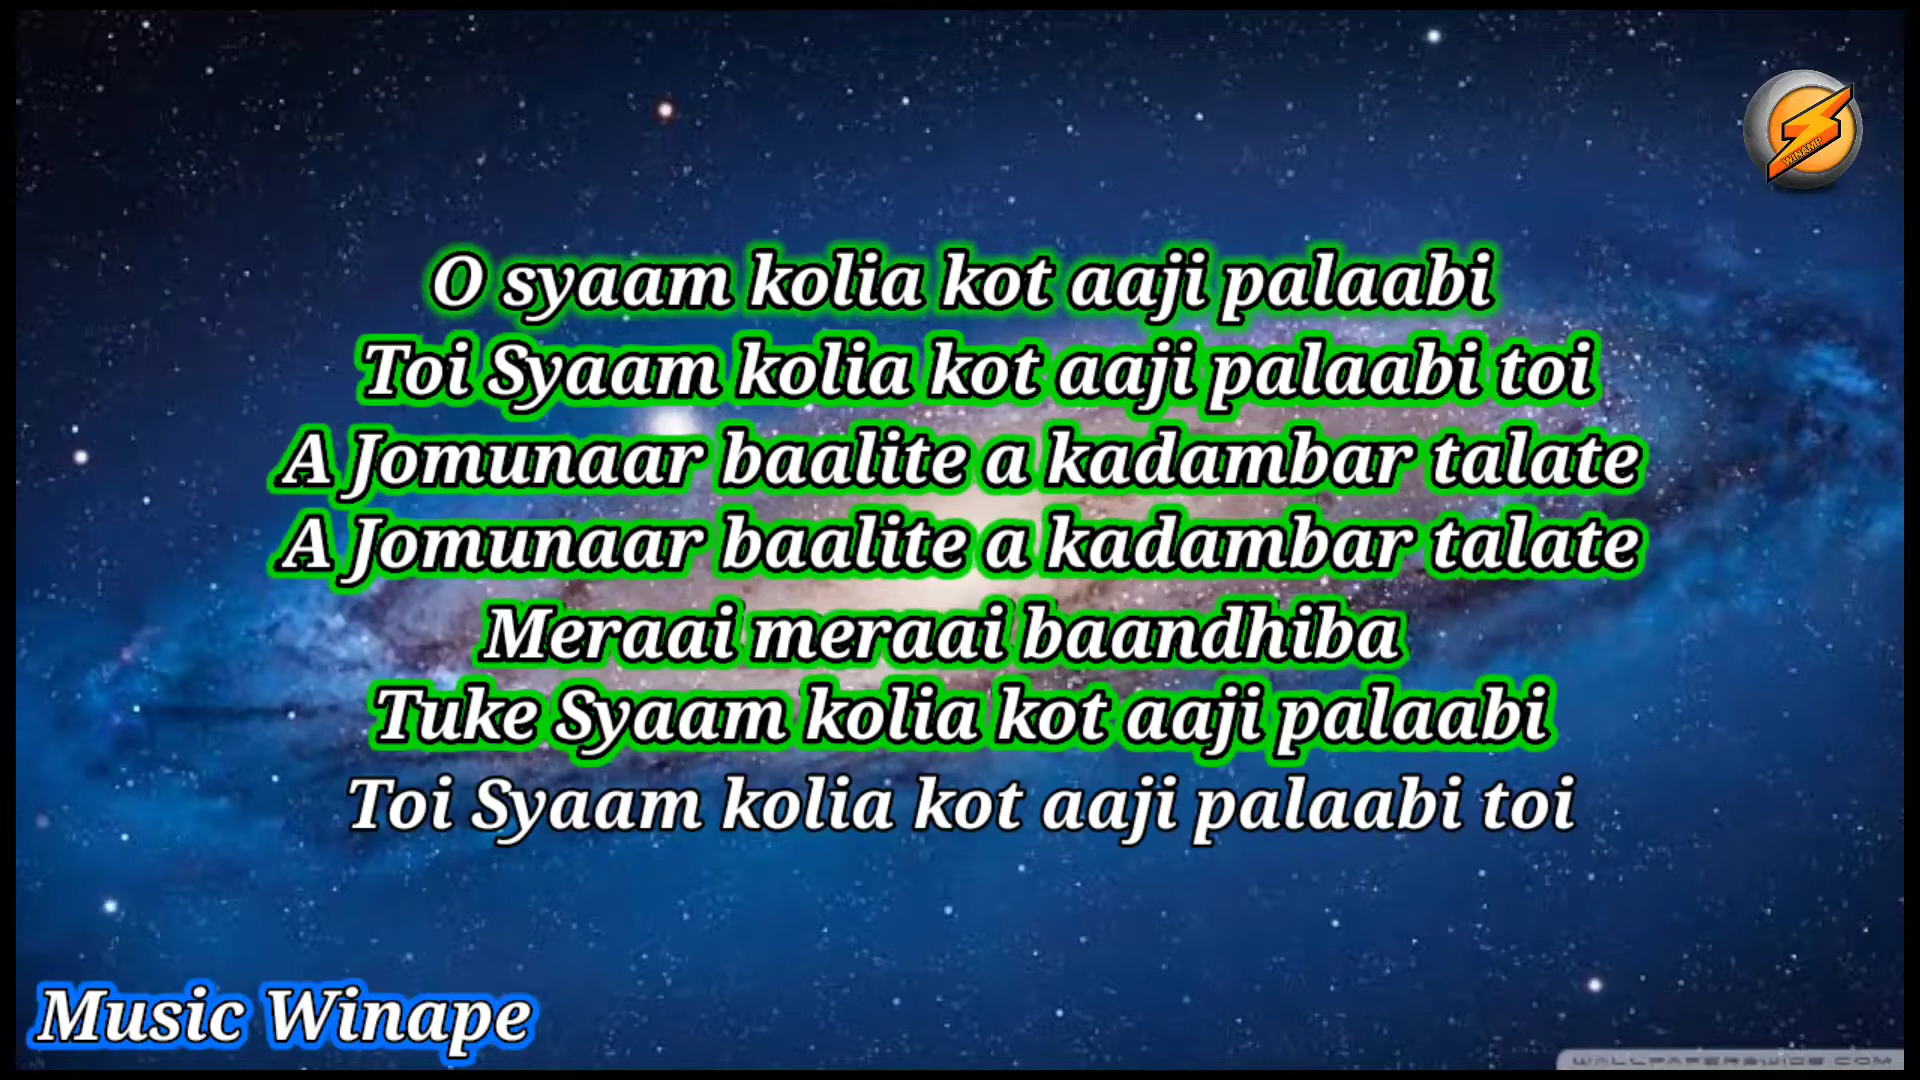 WINAMP
O syaam kolia kot aaji palaabi
Toi Syaam kolia kot aaji palaabi toi
A Jomunaar baalite a kadambar talate
A Jomunaar baalite a kadambar talate
Meraai meraai baandhiba
Tuke Syaam kolia kot aaji palaabi
Toi Syaam kolia kot aaji palaabi toi
Music Winape